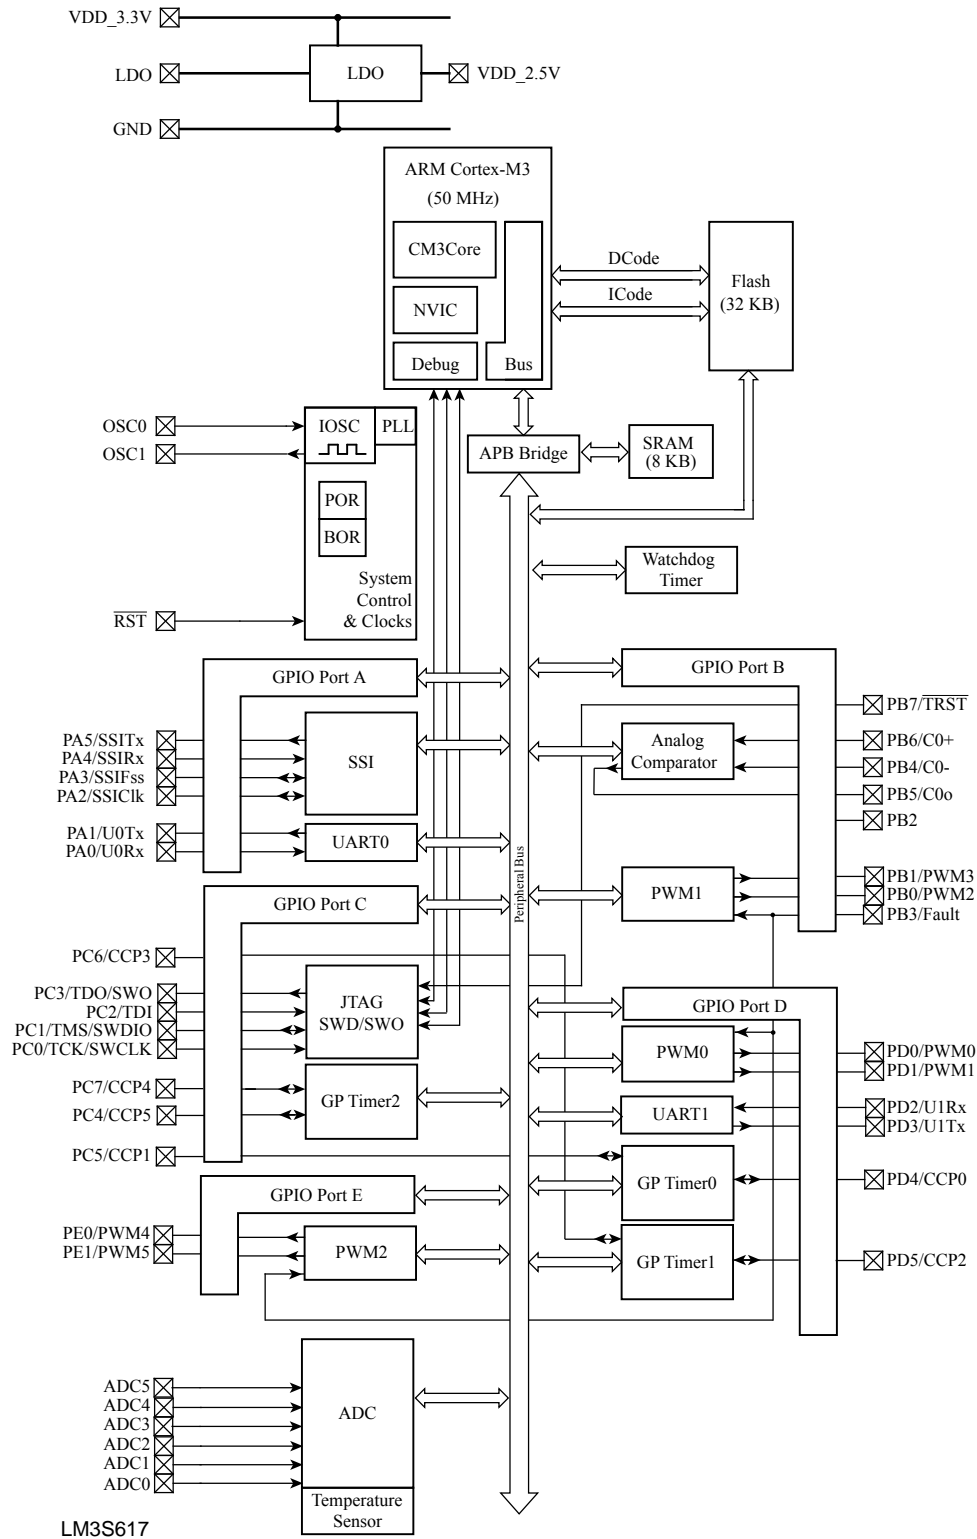 VDD_3.3V
LDO
LDO
VDD_2.5V
GND
ARM Cortex-M3
(50 MHz)
CM3Core
NVIC
Debug
Bus
DCode
ICode
Flash
(32 KB)
OSC0
OSC1
IOSC
PLL
POR
BOR
System
Control
& Clocks
RST
APB Bridge
SRAM
(8 KB)
Watchdog
Timer
Peripheral Bus
GPIO Port A
PA5/SSITx
PA4/SSIRx
PA3/SSIFss
PA2/SSIClk
SSI
PA1/U0Tx
PA0/U0Rx
UART0
GPIO Port B
PB7/TRST
Analog
Comparator
PB6/C0+
PB4/C0-
PB5/C0o
PB2
PWM1
PB1/PWM3
PB0/PWM2
PB3/Fault
GPIO Port C
PC6/CCP3
PC3/TDO/SWO
PC2/TDI
PC1/TMS/SWDIO
PC0/TCK/SWCLK
JTAG
SWD/SWO
PC7/CCP4
PC4/CCP5
GP Timer2
PC5/CCP1
GPIO Port D
PWM0
PD0/PWM0
PD1/PWM1
UART1
PD2/U1Rx
PD3/U1Tx
GP Timer0
PD4/CCP0
GP Timer1
PD5/CCP2
GPIO Port E
PE0/PWM4
PE1/PWM5
PWM2
ADC5
ADC4
ADC3
ADC2
ADC1
ADC0
ADC
Temperature
Sensor
LM3S617